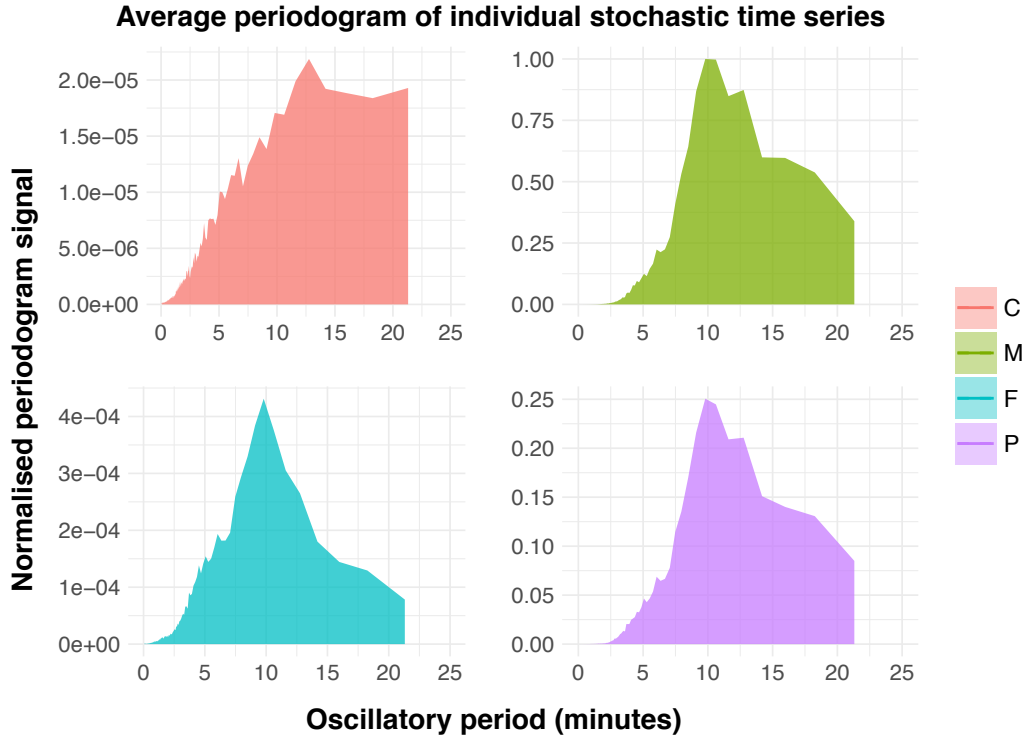 Average periodogram of individual stochastic time series
Normalised periodogram signal
2.0e−05
1.5e−05
1.0e−05
5.0e−06
0.0e+00
0 5 10 15 20 25
1.00
0.75
0.50
0.25
0.00
0 5 10 15 20 25
4e−04
3e−04
2e−04
1e−04
0e+00
0 5 10 15 20 25
0.25
0.20
0.15
0.10
0.05
0.00
0 5 10 15 20 25
Oscillatory period (minutes)
C
M
F
P